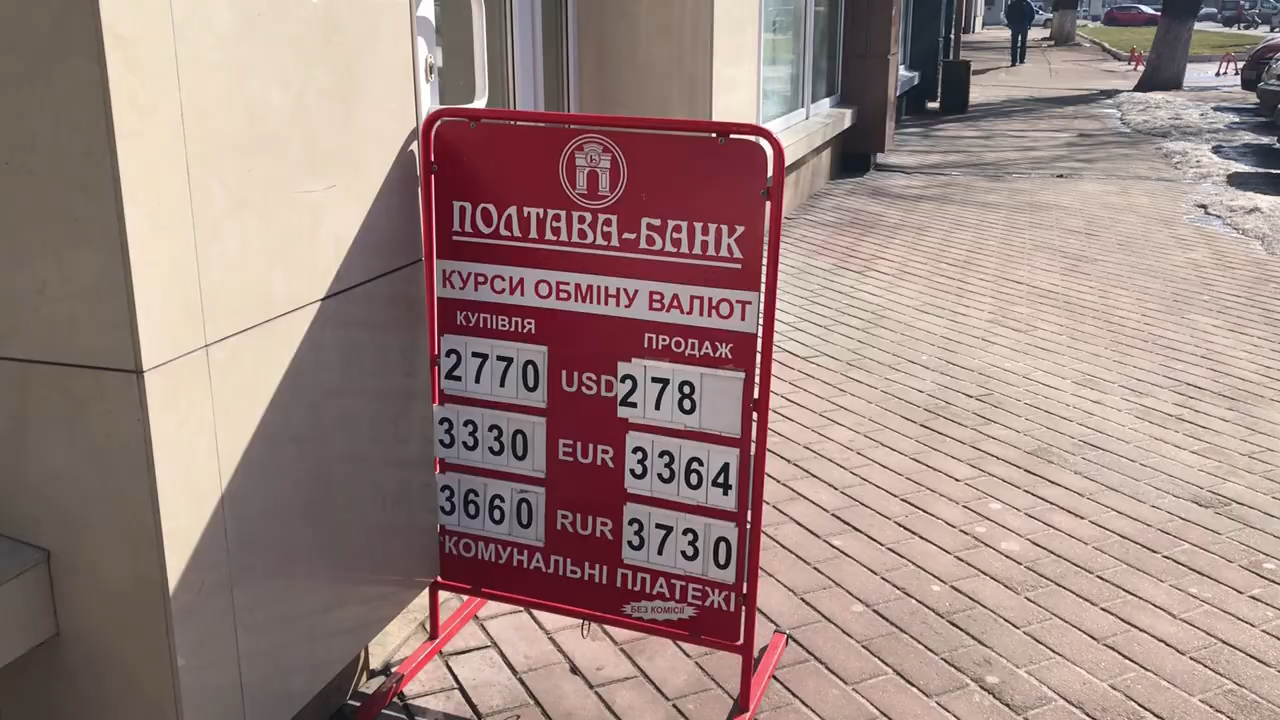 ПОЛТАВА-БАНК
КУРСИ ОБМІНУ ВАЛЮТ
КУПІВЛЯ ПРОДАЖ
2770 USD 278
3330 EUR 3364
3660 RUR 3730
КОМУНАЛЬНІ ПЛАТЕЖІ
БЕЗ КОМІСІЇ